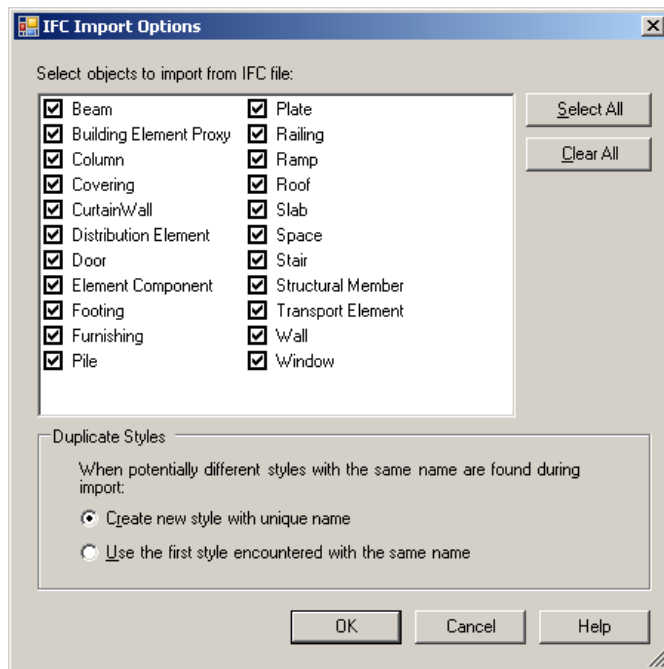 IFC Import Options
Select objects to import from IFC file:
Beam
Building Element Proxy
Column
Covering
CurtainWall
Distribution Element
Door
Element Component
Footing
Furnishing
Pile
Plate
Railing
Ramp
Roof
Slab
Space
Stair
Structural Member
Transport Element
Wall
Window
Select All
Clear All
Duplicate Styles
When potentially different styles with the same name are found during
import:
Create new style with unique name
Use the first style encountered with the same name
OK
Cancel
Help